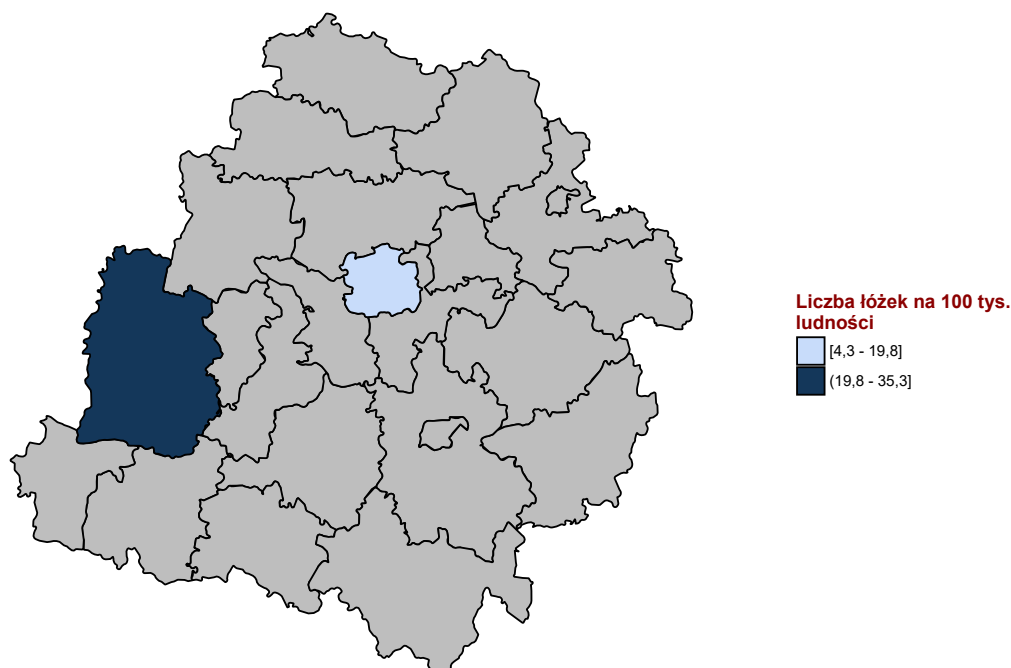 Liczba łóżek na 100 tys.
ludności
[4,3 - 19,8]
(19,8 - 35,3]